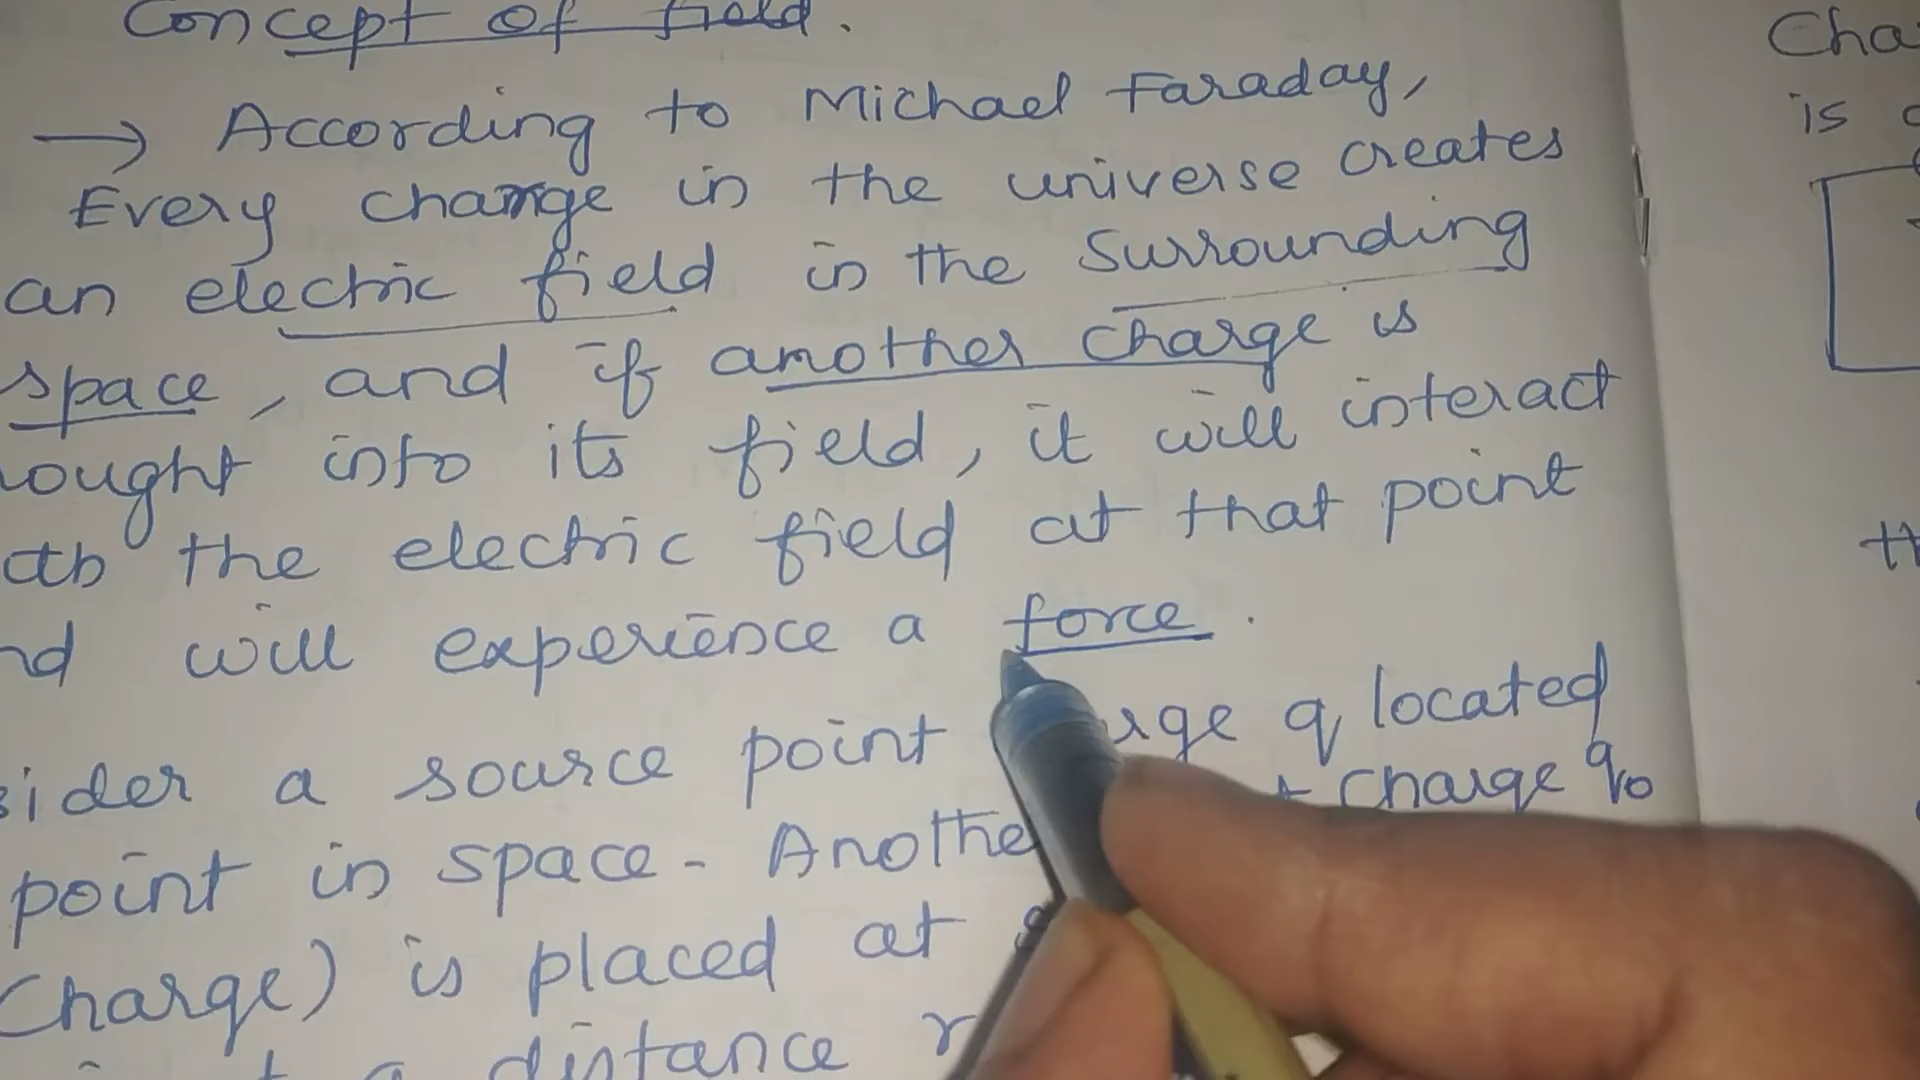 Concept of field.
→ According to Michael Faraday,
Every charge in the universe creates
an electric field in the surrounding
space, and if another charge is
ought into its field, it will interact
the electric field at that point
nd will experience a force.
sider a source point rge q located
point in space - Anothe charge q₀
Charge) is placed at
a distance r
Cha
is
th